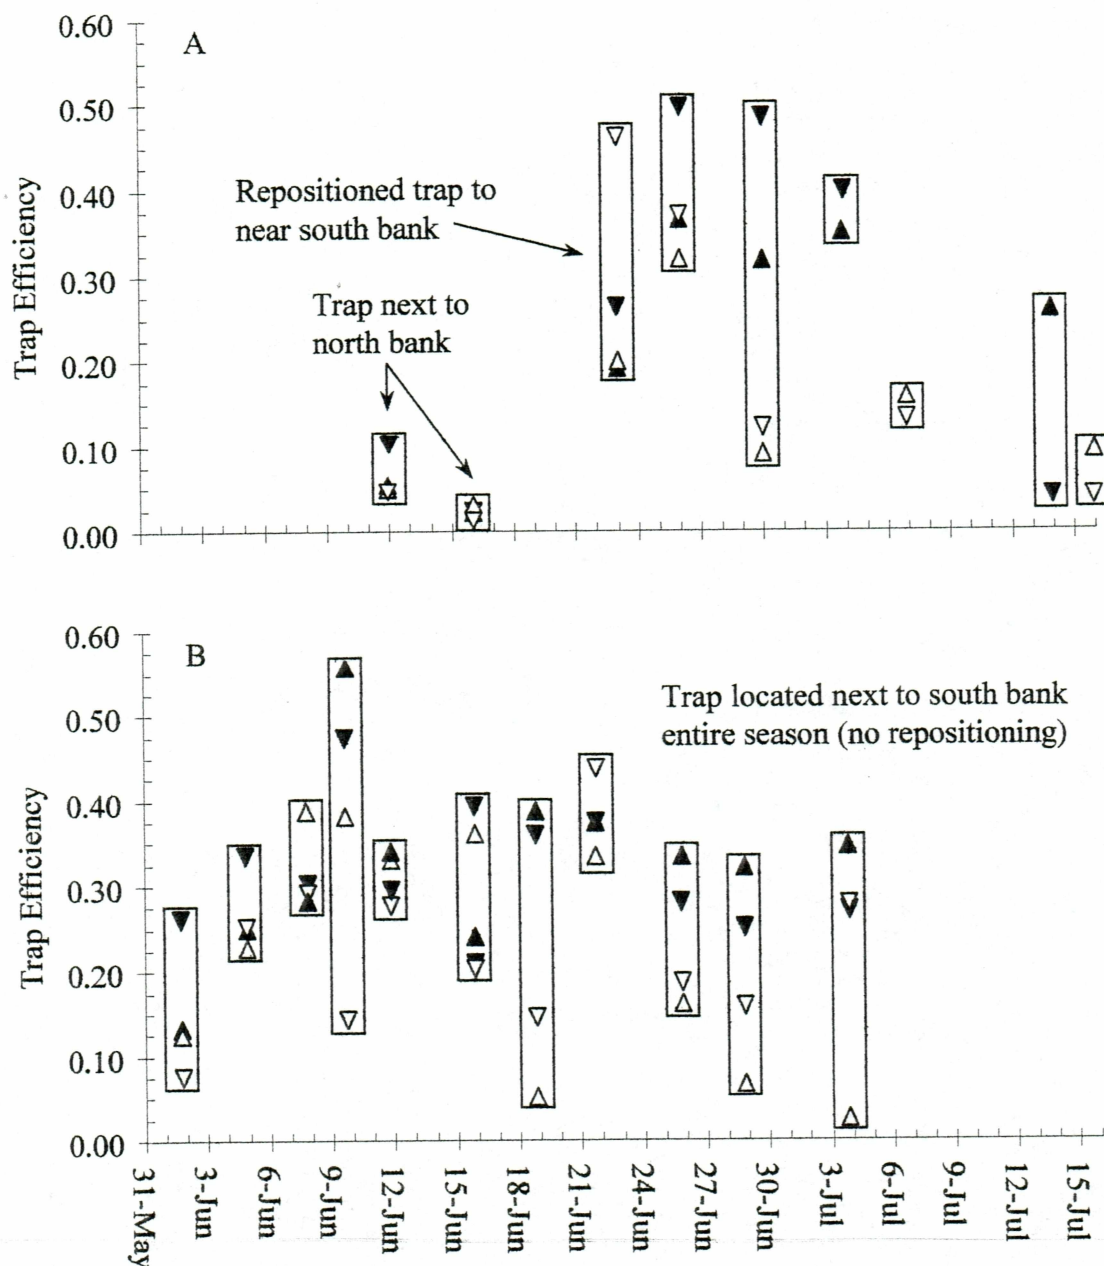 A
0.60
0.50
0.40
0.30
0.20
0.10
0.00
Trap Efficiency
Repositioned trap to
near south bank
Trap next to
north bank
B
0.60
0.50
0.40
0.30
0.20
0.10
0.00
Trap Efficiency
Trap located next to south bank
entire season (no repositioning)
31-May
3-Jun
6-Jun
9-Jun
12-Jun
15-Jun
18-Jun
21-Jun
24-Jun
27-Jun
30-Jun
3-Jul
6-Jul
9-Jul
12-Jul
15-Jul